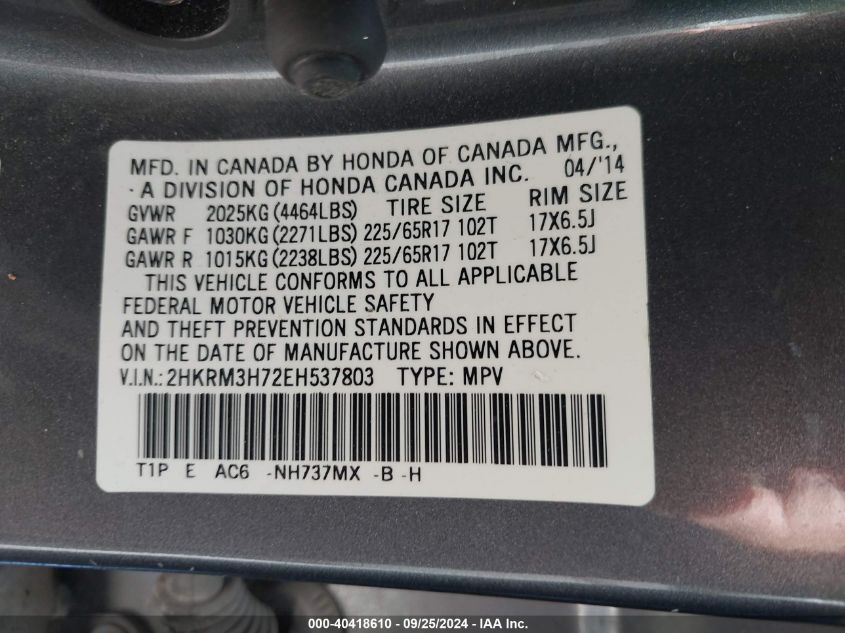 MFD. IN CANADA BY HONDA OF CANADA MFG.,
A DIVISION OF HONDA CANADA INC. 04/'14
GVWR 2025KG (4464LBS) TIRE SIZE RIM SIZE
GAWR F 1030KG (2271LBS) 225/65R17 102T 17X6.5J
GAWR R 1015KG (2238LBS) 225/65R17 102T 17X6.5J
THIS VEHICLE CONFORMS TO ALL APPLICABLE
FEDERAL MOTOR VEHICLE SAFETY
AND THEFT PREVENTION STANDARDS IN EFFECT
ON THE DATE OF MANUFACTURE SHOWN ABOVE.
V.I.N.: 2HKRM3H72EH537803 TYPE: MPV
T1P E AC6 -NH737MX -B -H
000-40418610 / 09/25/2024 - IAA Inc.